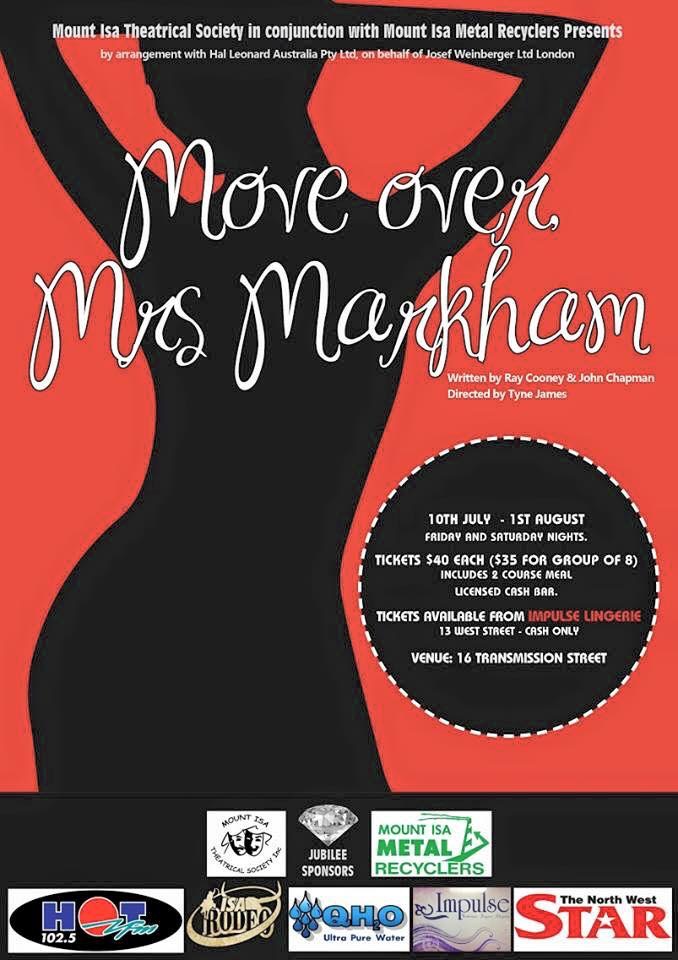 Mount Isa Theatrical Society in conjunction with Mount Isa Metal Recyclers Presents
by arrangement with Hal Leonard Australia Pty Ltd, on behalf of Josef Weinberger Ltd London
Move over,
Mrs Markham
Written by Ray Cooney & John Chapman
Directed by Tyne James
10TH JULY - 1ST AUGUST
FRIDAY AND SATURDAY NIGHTS.
TICKETS $40 EACH ($35 FOR GROUP OF 8)
INCLUDES 2 COURSE MEAL
LICENSED CASH BAR.
TICKETS AVAILABLE FROM IMPULSE LINGERIE
13 WEST STREET - CASH ONLY
VENUE: 16 TRANSMISSION STREET
MOUNT ISA
THEATRICAL SOCIETY Inc
JUBILEE
SPONSORS
MOUNT ISA
METAL
RECYCLERS
HOT
102.5 fm
ISA
RODEO
QH2O
Ultra Pure Water
Impulse
The North West
STAR